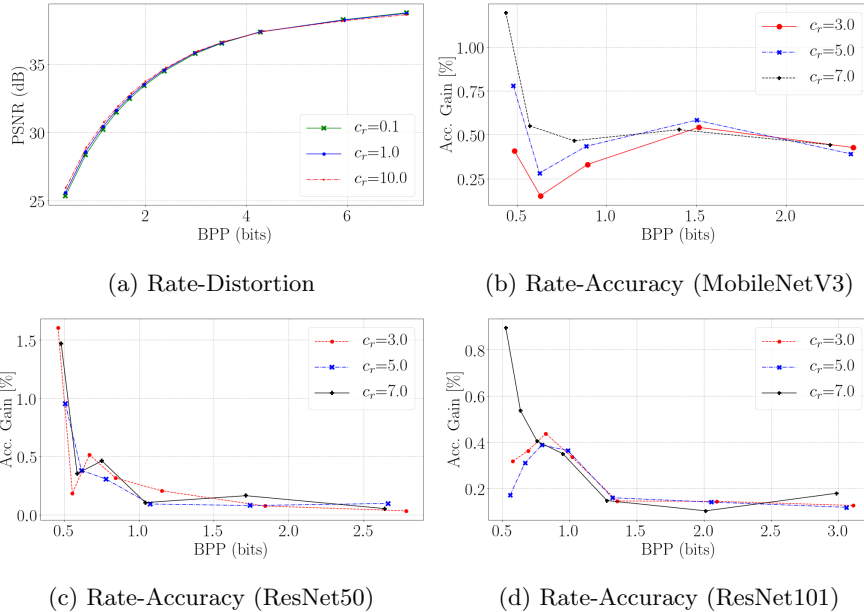 35
30
25
PSNR (dB)
c_r=0.1
c_r=1.0
c_r=10.0
2 4 6
BPP (bits)
(a) Rate-Distortion
1.00
0.75
0.50
0.25
Acc. Gain [%]
c_r=3.0
c_r=5.0
c_r=7.0
0.5 1.0 1.5 2.0
BPP (bits)
(b) Rate-Accuracy (MobileNetV3)
1.5
1.0
0.5
0.0
Acc. Gain [%]
c_r=3.0
c_r=5.0
c_r=7.0
0.5 1.0 1.5 2.0 2.5
BPP (bits)
(c) Rate-Accuracy (ResNet50)
0.8
0.6
0.4
0.2
Acc. Gain [%]
c_r=3.0
c_r=5.0
c_r=7.0
0.5 1.0 1.5 2.0 2.5 3.0
BPP (bits)
(d) Rate-Accuracy (ResNet101)